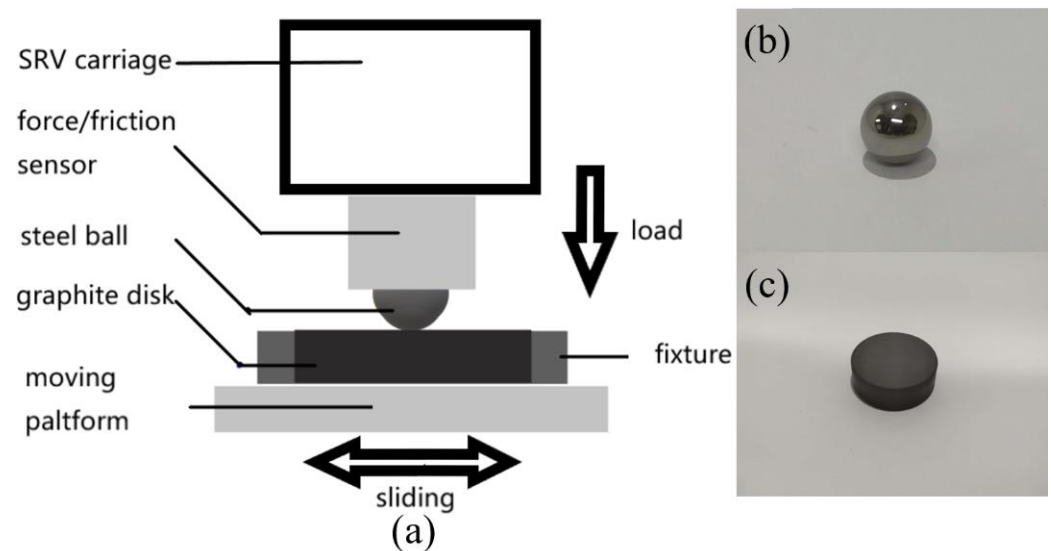 SRV carriage
force/friction
sensor
steel ball
graphite disk
moving
paltform
load
fixture
sliding
(a)
(b)
(c)